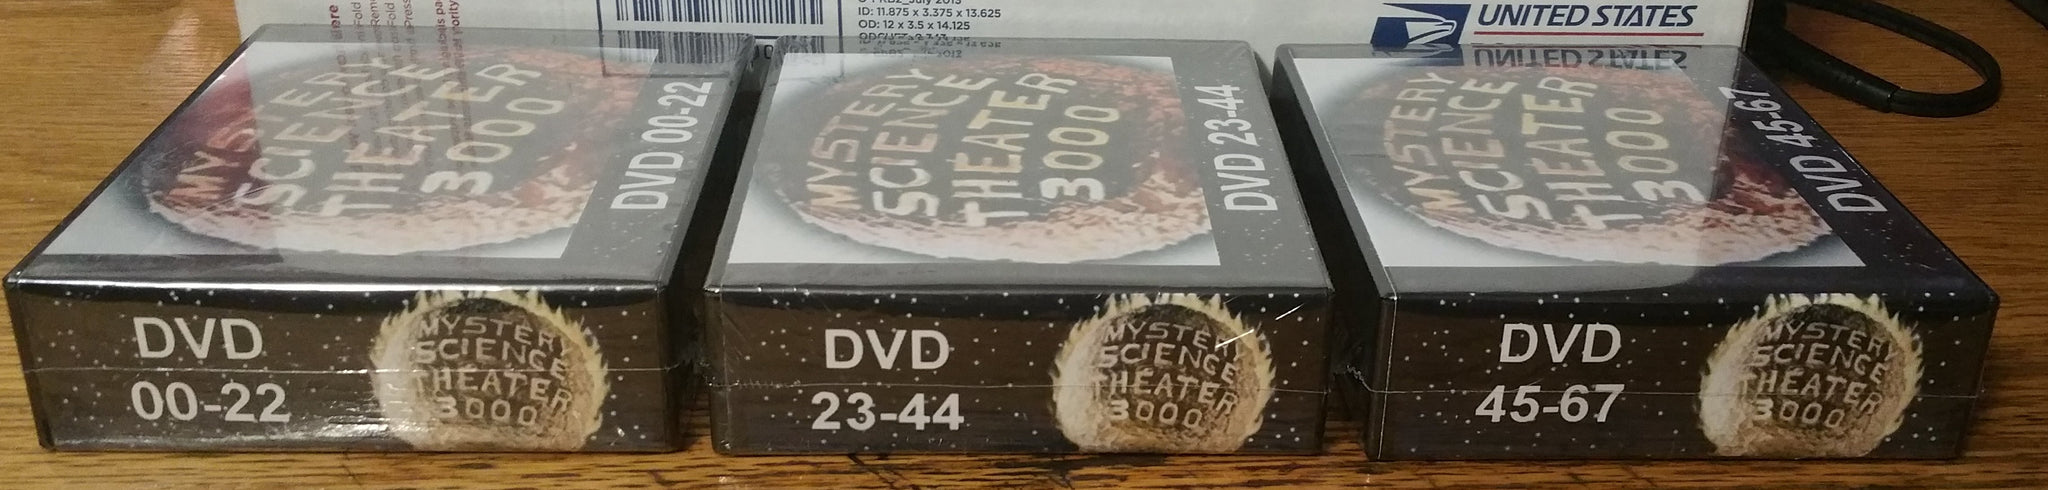 ID: 11.875 x 3.375 x 13.625
OD: 12 x 3.5 x 14.125
UNITED STATES
UNITED STATES
MYSTERY
SCIENCE
THEATER
3000
DVD 00-22
MYSTERY
SCIENCE
THEATER
3000
DVD 23-44
MYSTERY
SCIENCE
THEATER
3000
DVD 45-67
DVD
00-22
MYSTERY
SCIENCE
THEATER
3000
DVD
23-44
MYSTERY
SCIENCE
THEATER
3000
DVD
45-67
MYSTERY
SCIENCE
THEATER
3000